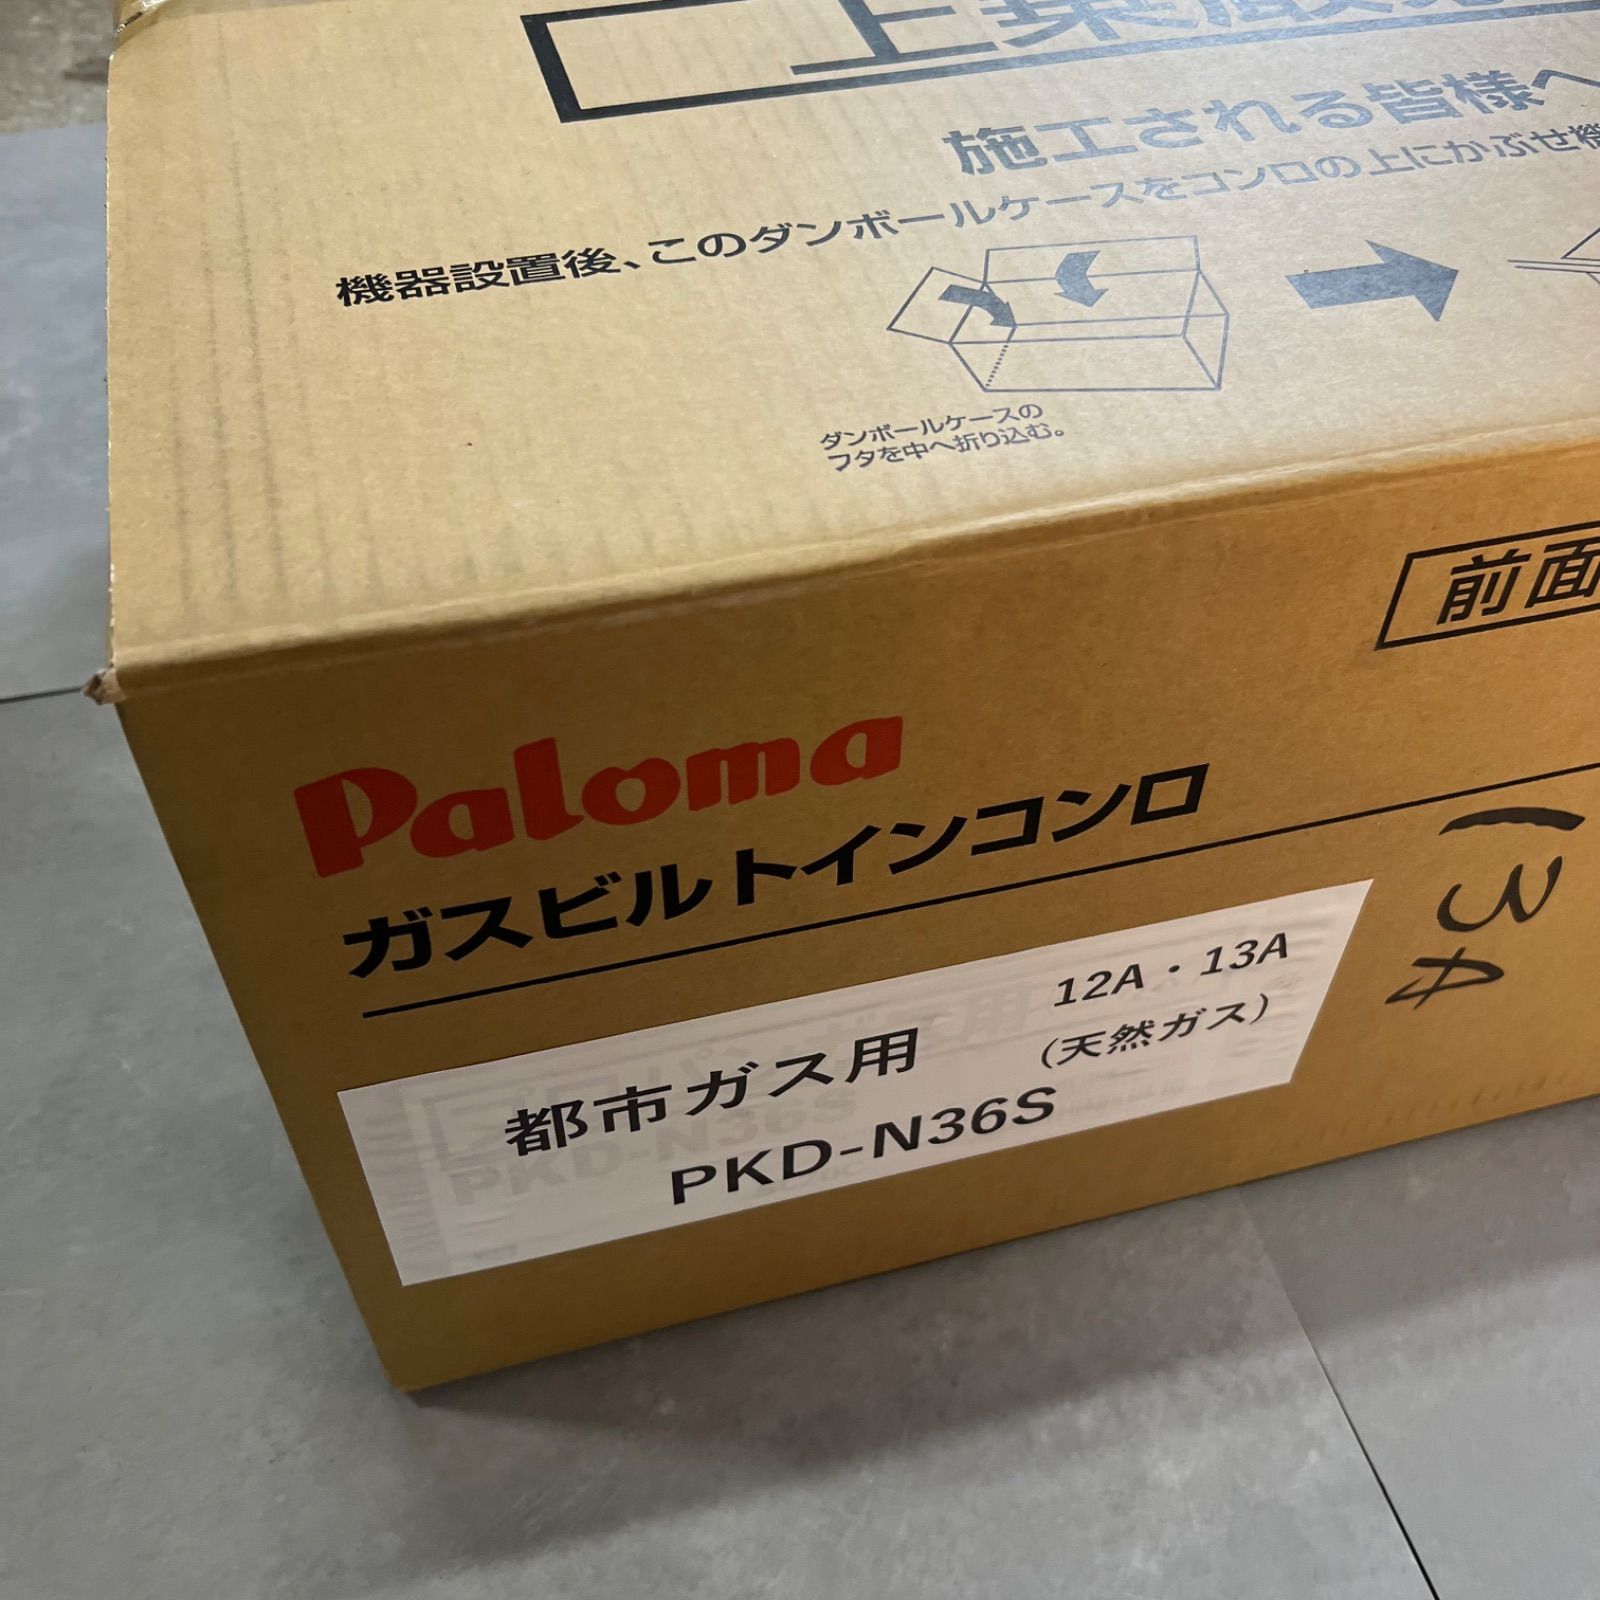 上
施工される皆様へ
機器設置後、このダンボールケースをコンロの上にかぶせ機
ダンボールケースの
フタを中へ折り込む。
前面
Paloma
ガスビルトインコンロ
13A
12A・13A
都市ガス用 (天然ガス)
PKD-N36S